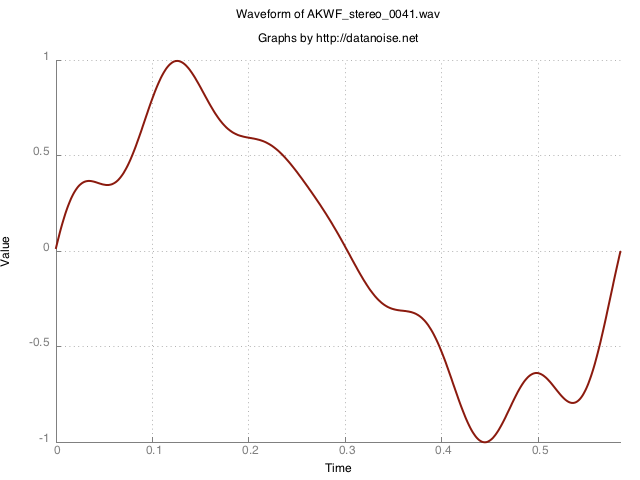 Waveform of AKWF_stereo_0041.wav
Graphs by http://datanoise.net
1
0.5
0
-0.5
-1
Value
0 0.1 0.2 0.3 0.4 0.5
Time